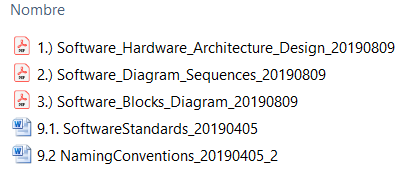 Nombre
1.) Software_Hardware_Architecture_Design_20190809
2.) Software_Diagram_Sequences_20190809
3.) Software_Blocks_Diagram_20190809
9.1. SoftwareStandards_20190405
9.2 NamingConventions_20190405_2